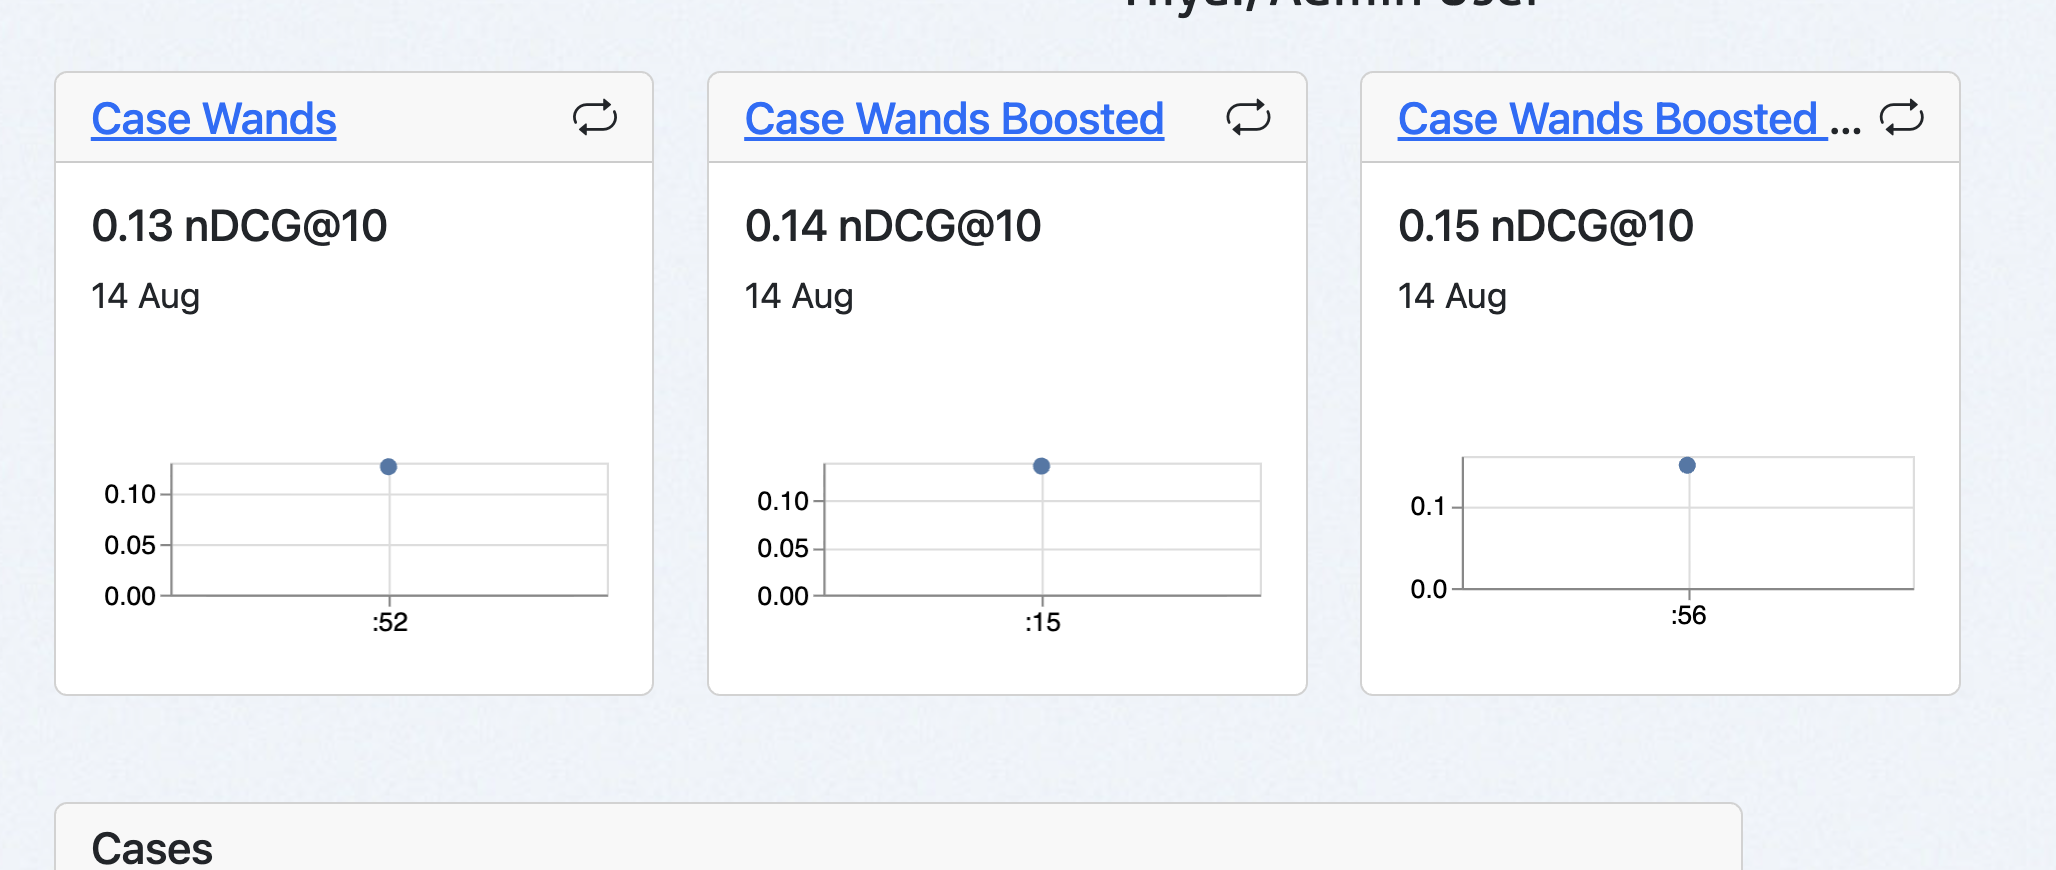 Case Wands
0.13 nDCG@10
14 Aug
0.10
0.05
0.00
:52
Case Wands Boosted
0.14 nDCG@10
14 Aug
0.10
0.05
0.00
:15
Case Wands Boosted ...
0.15 nDCG@10
14 Aug
0.1
0.0
:56
Cases